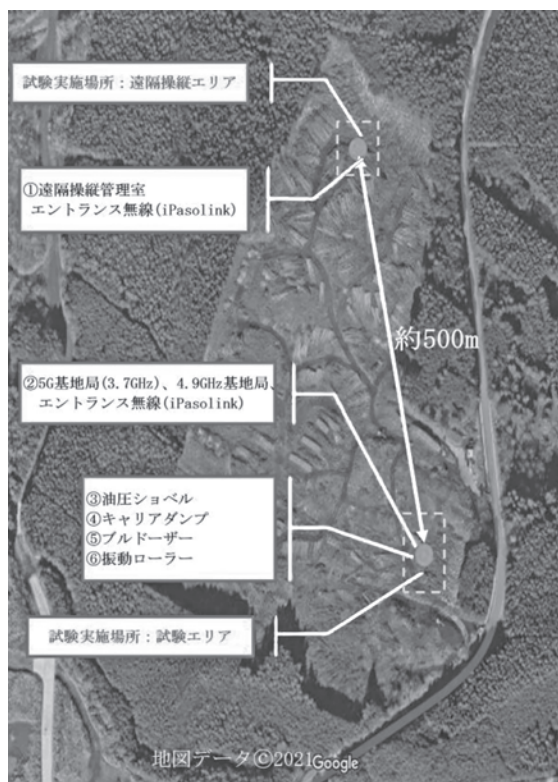 試験実施場所：遠隔操縦エリア
①遠隔操縦管理室
エントランス無線(iPasolink)
約500m
②5G基地局(3.7GHz)、4.9GHz基地局、
エントランス無線(iPasolink)
③油圧ショベル
④キャリアダンプ
⑤ブルドーザー
⑥振動ローラー
試験実施場所：試験エリア
地図データ©2021Google